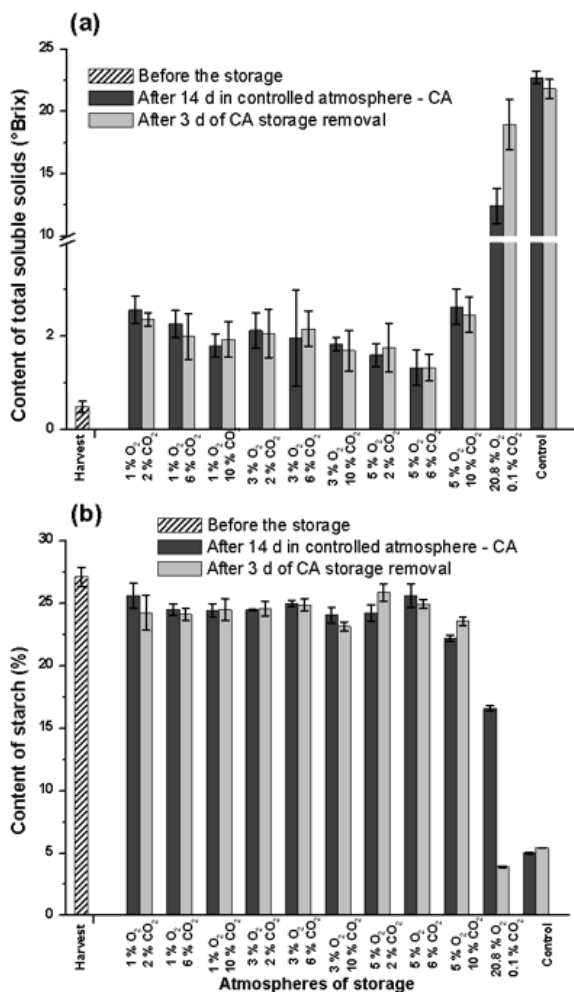 (a)
Before the storage
After 14 d in controlled atmosphere - CA
After 3 d of CA storage removal
Content of total soluble solids (°Brix)
25
20
15
10
2
0
Harvest
1 % O₂
2 % CO₂
1 % O₂
6 % CO₂
1 % O₂
10 % CO₂
3 % O₂
2 % CO₂
3 % O₂
6 % CO₂
3 % O₂
10 % CO₂
5 % O₂
2 % CO₂
5 % O₂
6 % CO₂
5 % O₂
10 % CO₂
20.8 % O₂
0.1 % CO₂
Control
(b)
Before the storage
After 14 d in controlled atmosphere - CA
After 3 d of CA storage removal
Content of starch (%)
30
25
20
15
10
5
0
Harvest
1 % O₂
2 % CO₂
1 % O₂
6 % CO₂
1 % O₂
10 % CO₂
3 % O₂
2 % CO₂
3 % O₂
6 % CO₂
3 % O₂
10 % CO₂
5 % O₂
2 % CO₂
5 % O₂
6 % CO₂
5 % O₂
10 % CO₂
20.8 % O₂
0.1 % CO₂
Control
Atmospheres of storage